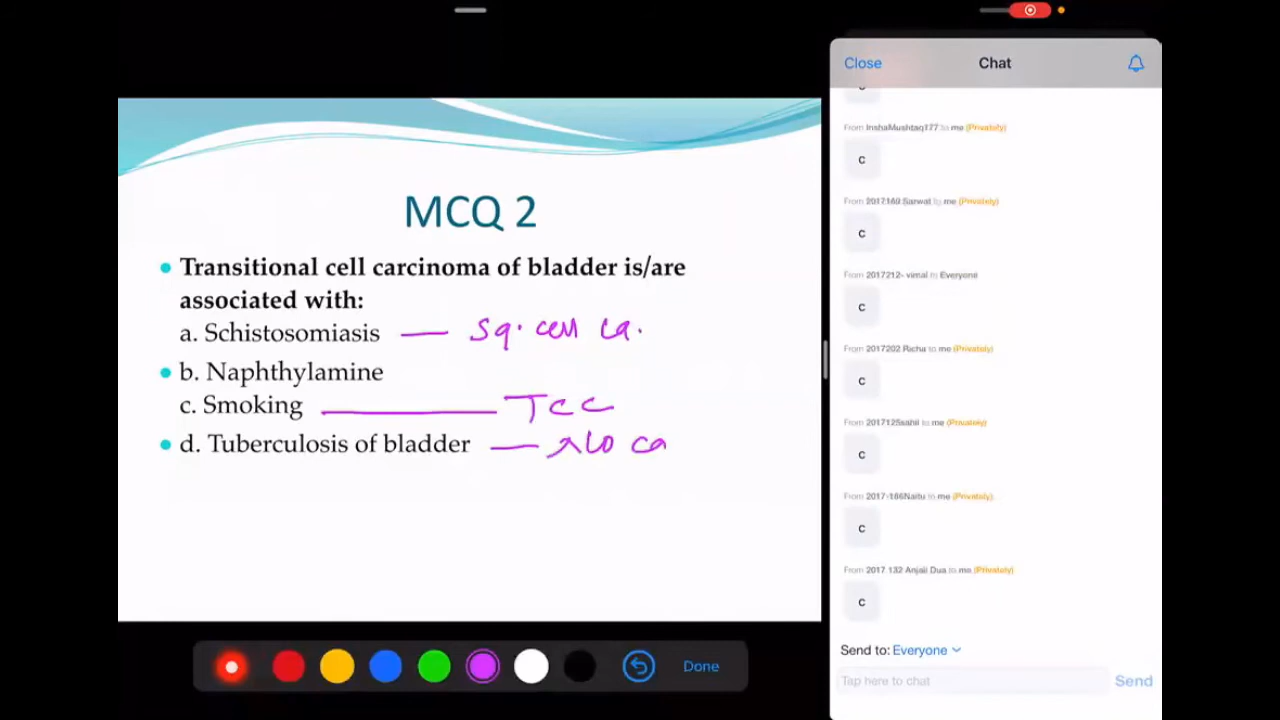 MCQ 2
Transitional cell carcinoma of bladder is/are
associated with:
a. Schistosomiasis — Sq. cell Ca.
b. Naphthylamine
c. Smoking — TCC
d. Tuberculosis of bladder — Ca
Done
Close
Chat
From InshaMushtaq177 to me (Privately)
c
From 2017160 Sarwat to me (Privately)
c
From 2017212- vimal to Everyone
c
From 2017202 Richa to me (Privately)
c
From 2017125sahil to me (Privately)
c
From 2017-166Naitu to me (Privately)
c
From 2017 132 Anjali Dua to me (Privately)
c
Send to: Everyone
Tap here to chat
Send